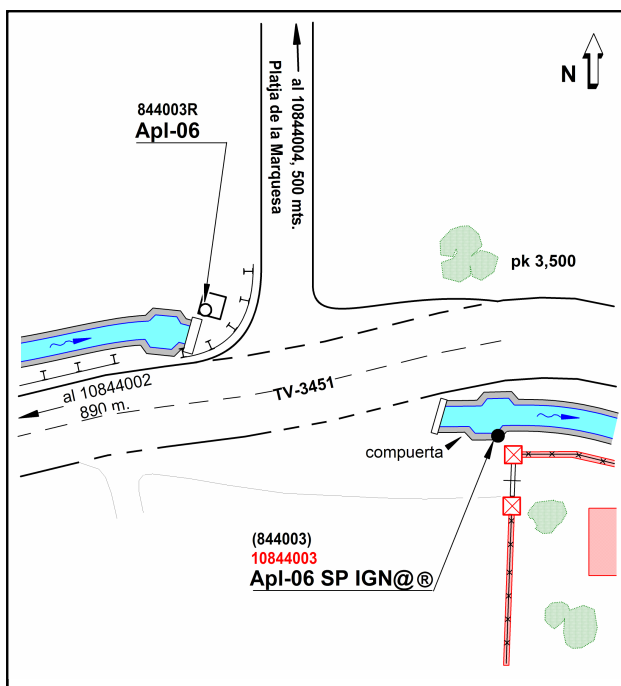 al 10844004, 500 mts.
Platja de la Marquesa
N
844003R
Apl-06
pk 3,500
al 10844002
890 m.
TV-3451
compuerta
(844003)
10844003
Apl-06 SP IGN@®